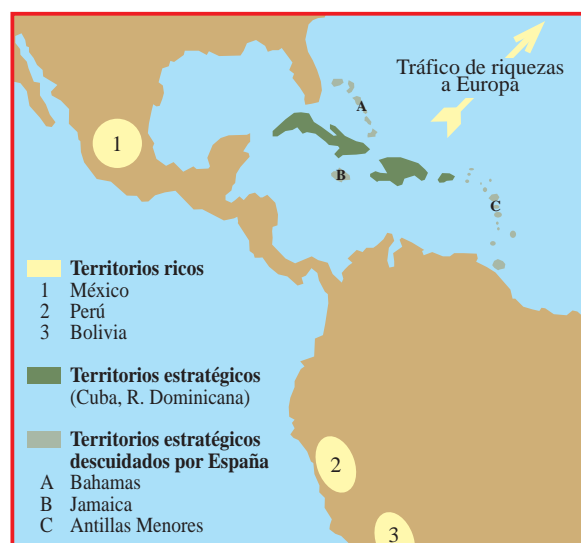 Tráfico de riquezas
a Europa
A
1
B
C
Territorios ricos
1 México
2 Perú
3 Bolivia
Territorios estratégicos
(Cuba, R. Dominicana)
Territorios estratégicos
descuidados por España
A Bahamas
B Jamaica
C Antillas Menores
2
3